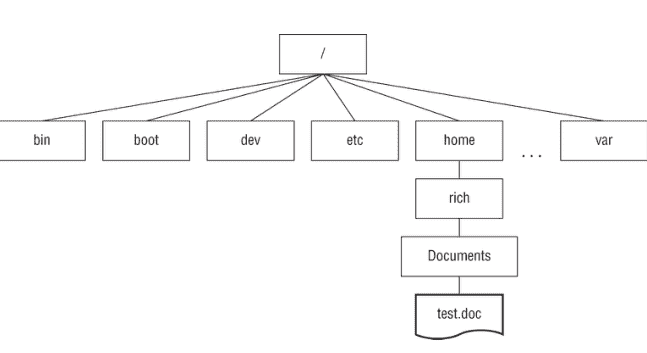 /
bin boot dev etc home ... var
rich
Documents
test.doc